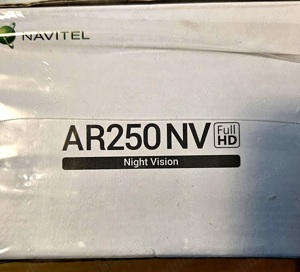 NAVITEL
AR250 NV Full HD
Night Vision